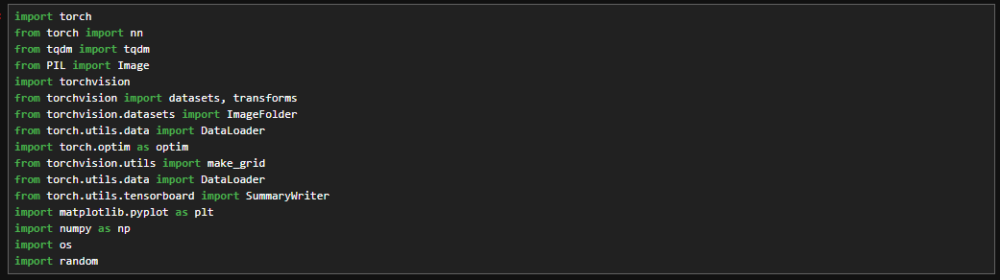 import torch
from torch import nn
from tqdm import tqdm
from PIL import Image
import torchvision
from torchvision import datasets, transforms
from torchvision.datasets import ImageFolder
from torch.utils.data import DataLoader
import torch.optim as optim
from torchvision.utils import make_grid
from torch.utils.data import DataLoader
from torch.utils.tensorboard import SummaryWriter
import matplotlib.pyplot as plt
import numpy as np
import os
import random